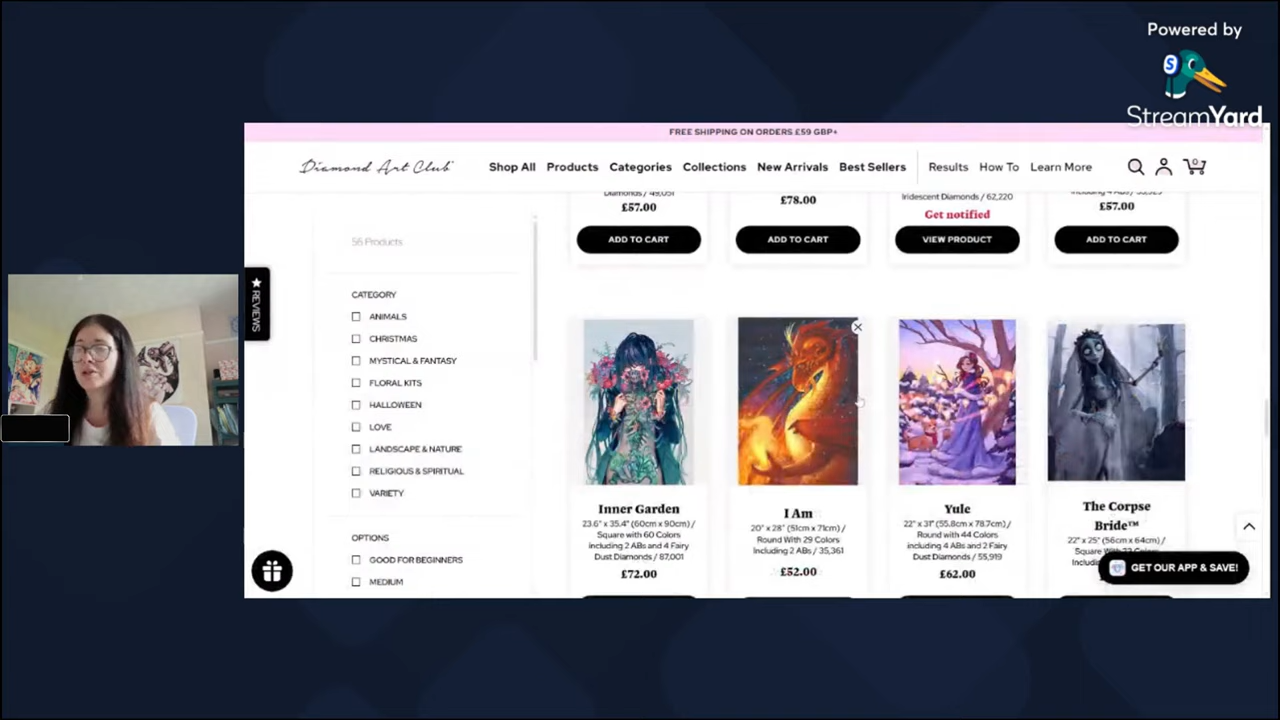 Powered by
S
StreamYard
FREE SHIPPING ON ORDERS £59 GBP+
Diamond Art Club
Shop All Products Categories Collections New Arrivals Best Sellers Results How To Learn More
0
Diamonds / 49,051
£57.00
£78.00
Iridescent Diamonds / 62,220
Get notified
£57.00
ADD TO CART
ADD TO CART
VIEW PRODUCT
ADD TO CART
56 Products
★ REVIEWS
CATEGORY
ANIMALS
CHRISTMAS
MYSTICAL & FANTASY
FLORAL KITS
HALLOWEEN
LOVE
LANDSCAPE & NATURE
RELIGIOUS & SPIRITUAL
VARIETY
OPTIONS
GOOD FOR BEGINNERS
MEDIUM
Inner Garden
23.6" x 35.4" (60cm x 90cm) /
Square with 60 Colors
including 2 ABs and 4 Fairy
Dust Diamonds / 87,001
£72.00
I Am
20" x 28" (51cm x 71cm) /
Round With 29 Colors
Including 2 ABs / 35,361
£52.00
Yule
22" x 31" (55.8cm x 78.7cm) /
Round with 44 Colors
including 4 ABs and 2 Fairy
Dust Diamonds / 55,919
£62.00
The Corpse
Bride™
22" x 25" (56cm x 64cm) /
GET OUR APP & SAVE!